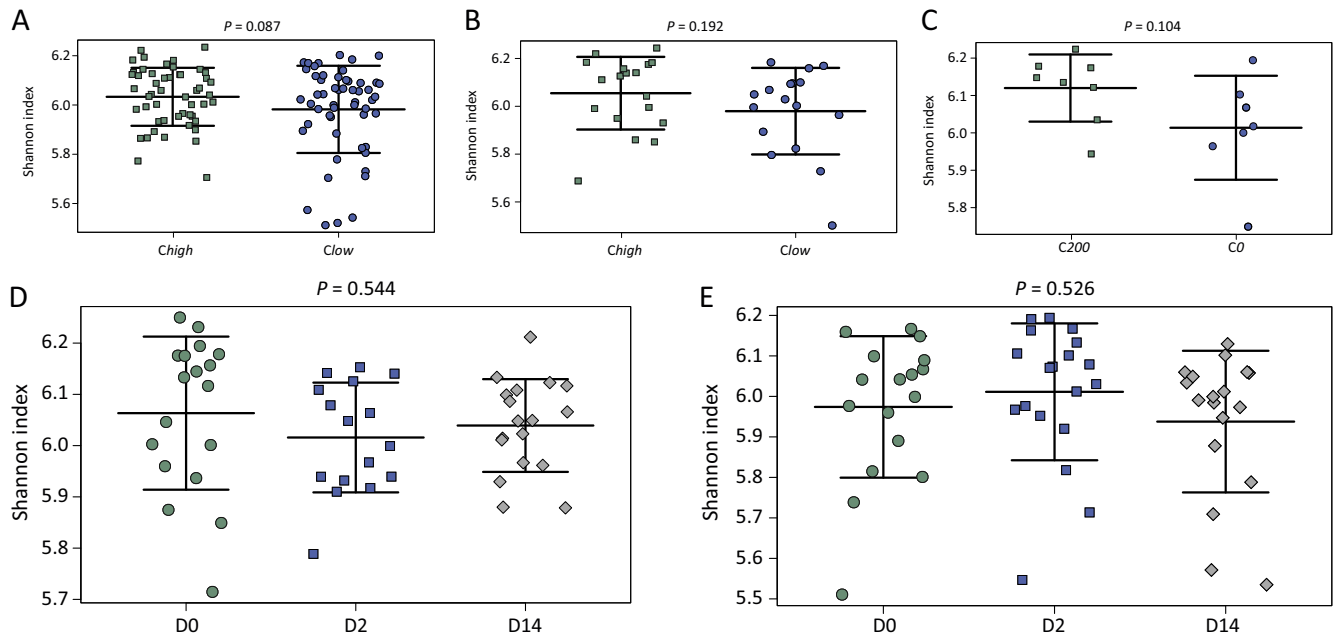 A
P = 0.087
Shannon index
6.2
6.0
5.8
5.6
Chigh
Clow
B
P = 0.192
Shannon index
6.2
6.0
5.8
5.6
Chigh
Clow
C
P = 0.104
Shannon index
6.2
6.1
6.0
5.9
5.8
C200
C0
D
P = 0.544
Shannon index
6.2
6.1
6.0
5.9
5.8
5.7
D0
D2
D14
E
P = 0.526
Shannon index
6.2
6.1
6.0
5.9
5.8
5.7
5.6
5.5
D0
D2
D14